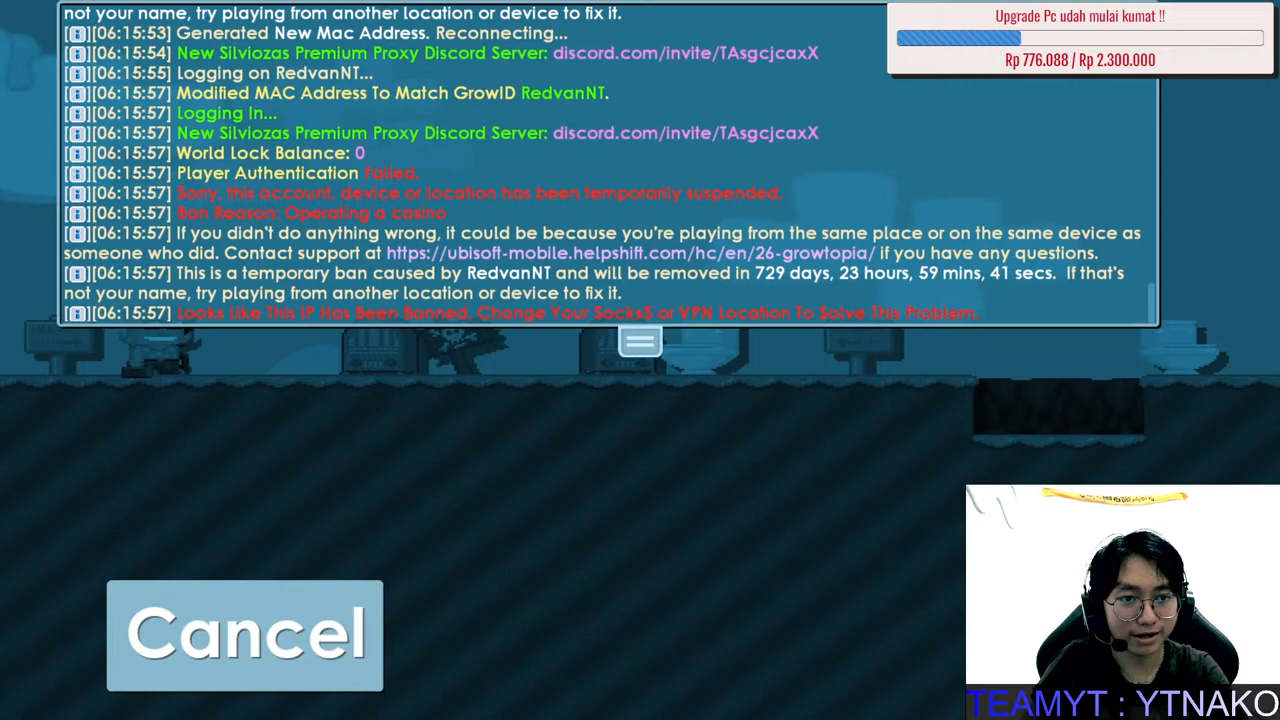 not your name, try playing from another location or device to fix it.
[06:15:53] Generated New Mac Address. Reconnecting...
[06:15:54] New Silviozas Premium Proxy Discord Server: discord.com/invite/TAsgcjcaxX
[06:15:55] Logging on RedvanNT...
[06:15:57] Modified MAC Address To Match GrowID RedvanNT.
[06:15:57] Logging In...
[06:15:57] New Silviozas Premium Proxy Discord Server: discord.com/invite/TAsgcjcaxX
[06:15:57] World Lock Balance: 0
[06:15:57] Player Authentication Failed.
[06:15:57] Sorry, this account, device or location has been temporarily suspended.
[06:15:57] Ban Reason: Operating a casino
[06:15:57] If you didn't do anything wrong, it could be because you're playing from the same place or on the same device as
someone who did. Contact support at https://ubisoft-mobile.helpshift.com/hc/en/26-growtopia/ if you have any questions.
[06:15:57] This is a temporary ban caused by RedvanNT and will be removed in 729 days, 23 hours, 59 mins, 41 secs. If that's
not your name, try playing from another location or device to fix it.
[06:15:57] Looks Like This IP Has Been Banned, Change Your Socks5 or VPN Location To Solve This Problem.
Upgrade Pc udah mulai kumat !!
Rp 776.088 / Rp 2.300.000
Cancel
TEAMYT : YTNAKO